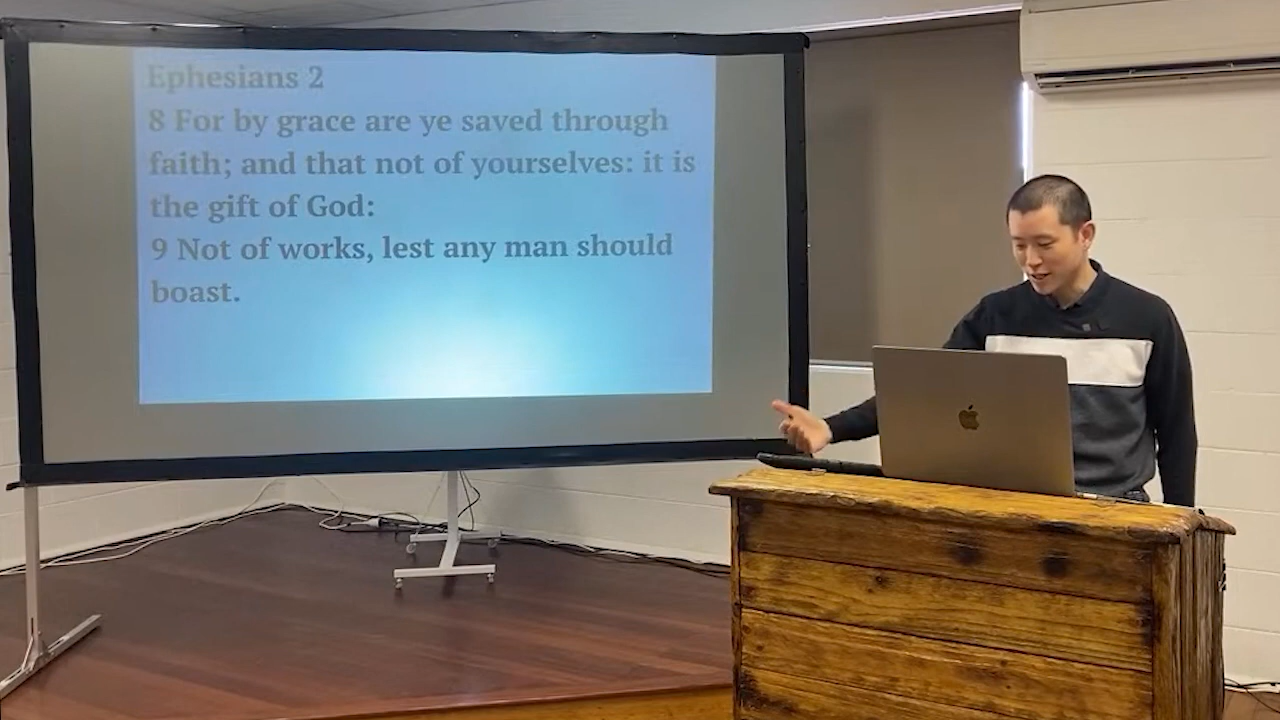 Ephesians 2
8 For by grace are ye saved through
faith; and that not of yourselves: it is
the gift of God:
9 Not of works, lest any man should
boast.